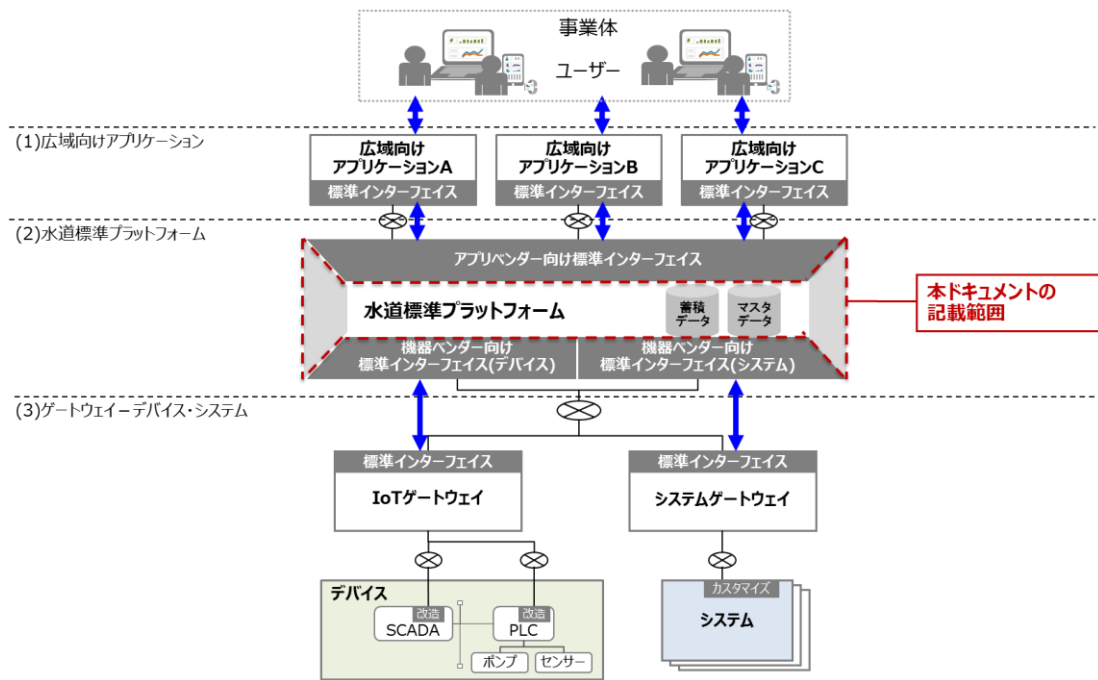 事業体
ユーザー
(1)広域向けアプリケーション
広域向け
アプリケーションA
標準インターフェイス
広域向け
アプリケーションB
標準インターフェイス
広域向け
アプリケーションC
標準インターフェイス
(2)水道標準プラットフォーム
アプリベンダー向け標準インターフェイス
水道標準プラットフォーム
蓄積
データ
マスタ
データ
本ドキュメントの
記載範囲
機器ベンダー向け
標準インターフェイス(デバイス)
機器ベンダー向け
標準インターフェイス(システム)
(3)ゲートウェイ－デバイス・システム
標準インターフェイス
IoTゲートウェイ
標準インターフェイス
システムゲートウェイ
デバイス
改造
SCADA
改造
PLC
ポンプ
センサー
カスタマイズ
システム